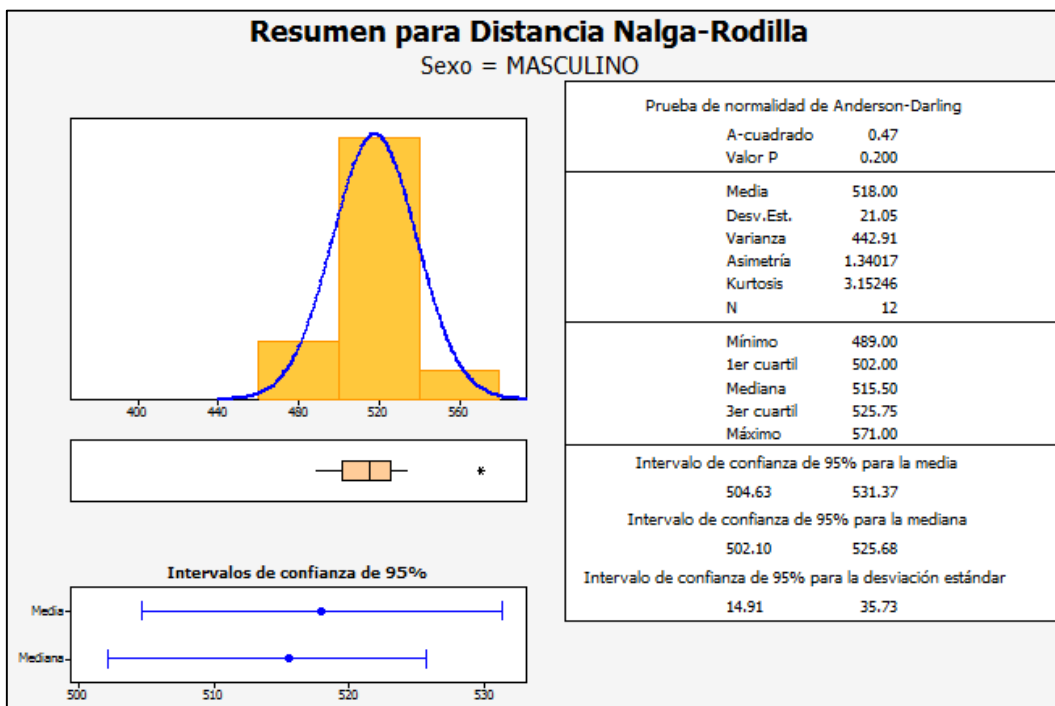 Resumen para Distancia Nalga-Rodilla
Sexo = MASCULINO
400 440 480 520 560
*
Intervalos de confianza de 95%
Media
Mediana
500 510 520 530
Prueba de normalidad de Anderson-Darling
A-cuadrado 0.47
Valor P 0.200
Media 518.00
Desv.Est. 21.05
Varianza 442.91
Asimetría 1.34017
Kurtosis 3.15246
N 12
Mínimo 489.00
1er cuartil 502.00
Mediana 515.50
3er cuartil 525.75
Máximo 571.00
Intervalo de confianza de 95% para la media
504.63 531.37
Intervalo de confianza de 95% para la mediana
502.10 525.68
Intervalo de confianza de 95% para la desviación estándar
14.91 35.73